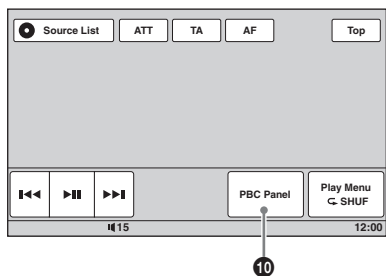 Source List ATT TA AF Top
PBC Panel
Play Menu
SHUF
15 12:00
10